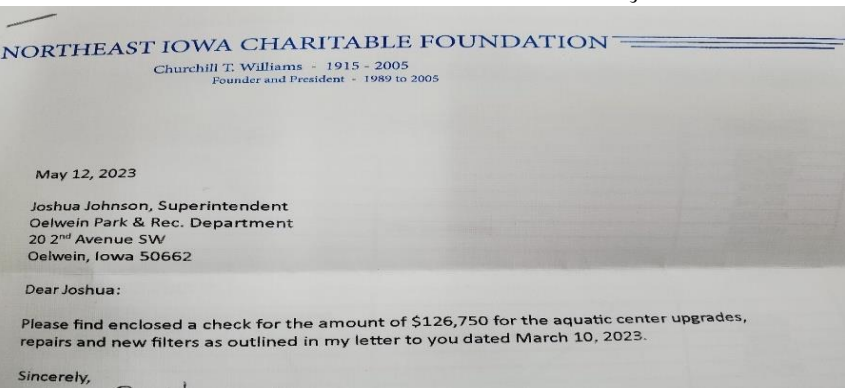 NORTHEAST IOWA CHARITABLE FOUNDATION
Churchill T. Williams - 1915 - 2005
Founder and President - 1989 to 2005
May 12, 2023
Joshua Johnson, Superintendent
Oelwein Park & Rec. Department
20 2nd Avenue SW
Oelwein, Iowa 50662
Dear Joshua:
Please find enclosed a check for the amount of $126,750 for the aquatic center upgrades,
repairs and new filters as outlined in my letter to you dated March 10, 2023.
Sincerely,